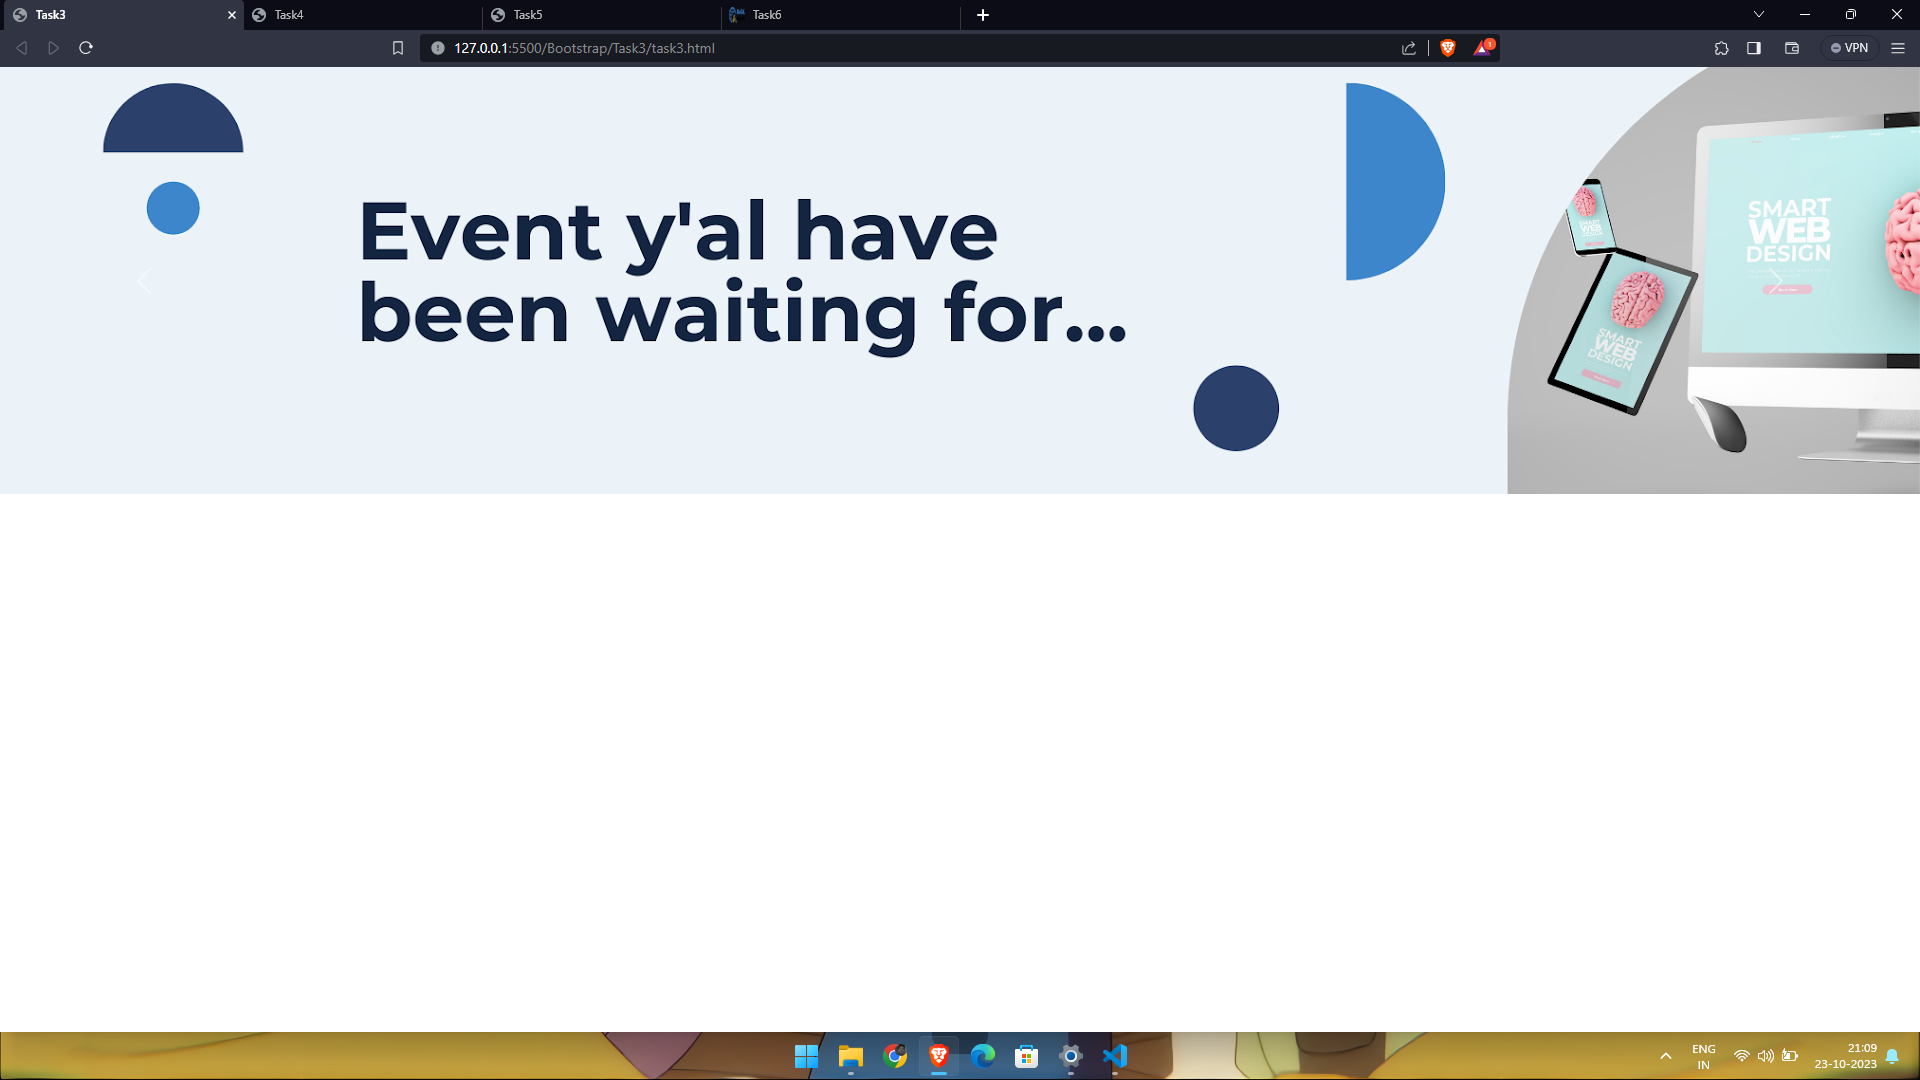 Task3
Task4
Task5
Task6
127.0.0.1:5500/Bootstrap/Task3/task3.html
1
VPN
Event y'al have
been waiting for...
SMART
WEB
DESIGN
SMART
WEB
DESIGN
ENG
IN
21:09
23-10-2023